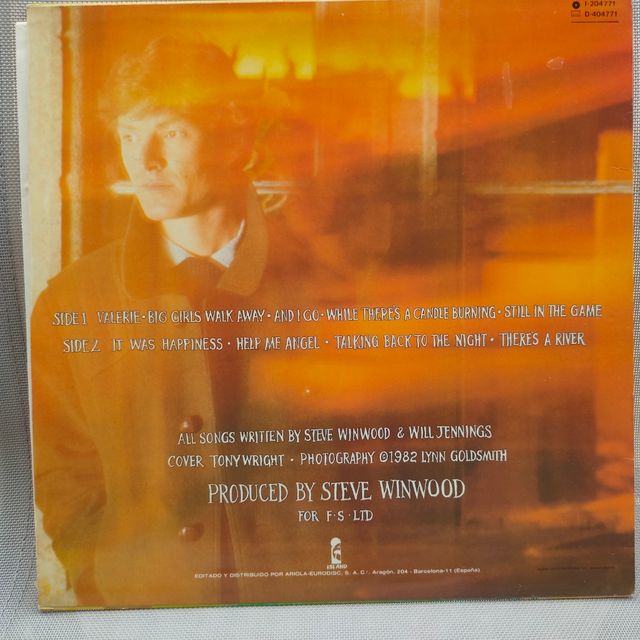 I-204771
D-404771
SIDE 1 VALERIE • BIG GIRLS WALK AWAY • AND I GO • WHILE THERE'S A CANDLE BURNING • STILL IN THE GAME
SIDE 2 IT WAS HAPPINESS • HELP ME ANGEL • TALKING BACK TO THE NIGHT • THERE'S A RIVER
ALL SONGS WRITTEN BY STEVE WINWOOD & WILL JENNINGS
COVER TONY WRIGHT • PHOTOGRAPHY ©1982 LYNN GOLDSMITH
PRODUCED BY STEVE WINWOOD
FOR F•S•LTD
ISLAND
EDITADO Y DISTRIBUIDO POR ARIOLA-EURODISC, S. A. C/. Aragón, 204 - Barcelona-11 (España)